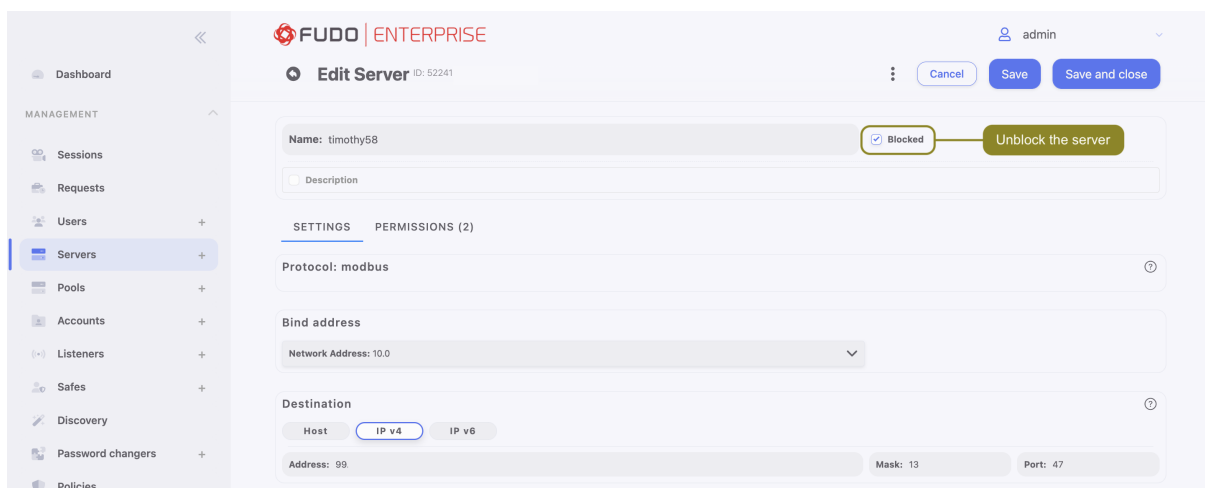 FUDO ENTERPRISE
admin
Dashboard
Edit Server ID: 52241
Cancel
Save
Save and close
MANAGEMENT
Name: timothy58
Blocked
Unblock the server
Sessions
Description
Requests
Users +
SETTINGS PERMISSIONS (2)
Servers +
Protocol: modbus
Pools +
Accounts +
Bind address
Listeners +
Network Address: 10.0
Safes +
Destination
Discovery
Host IP v4 IP v6
Password changers +
Address: 99. Mask: 13 Port: 47
Policies